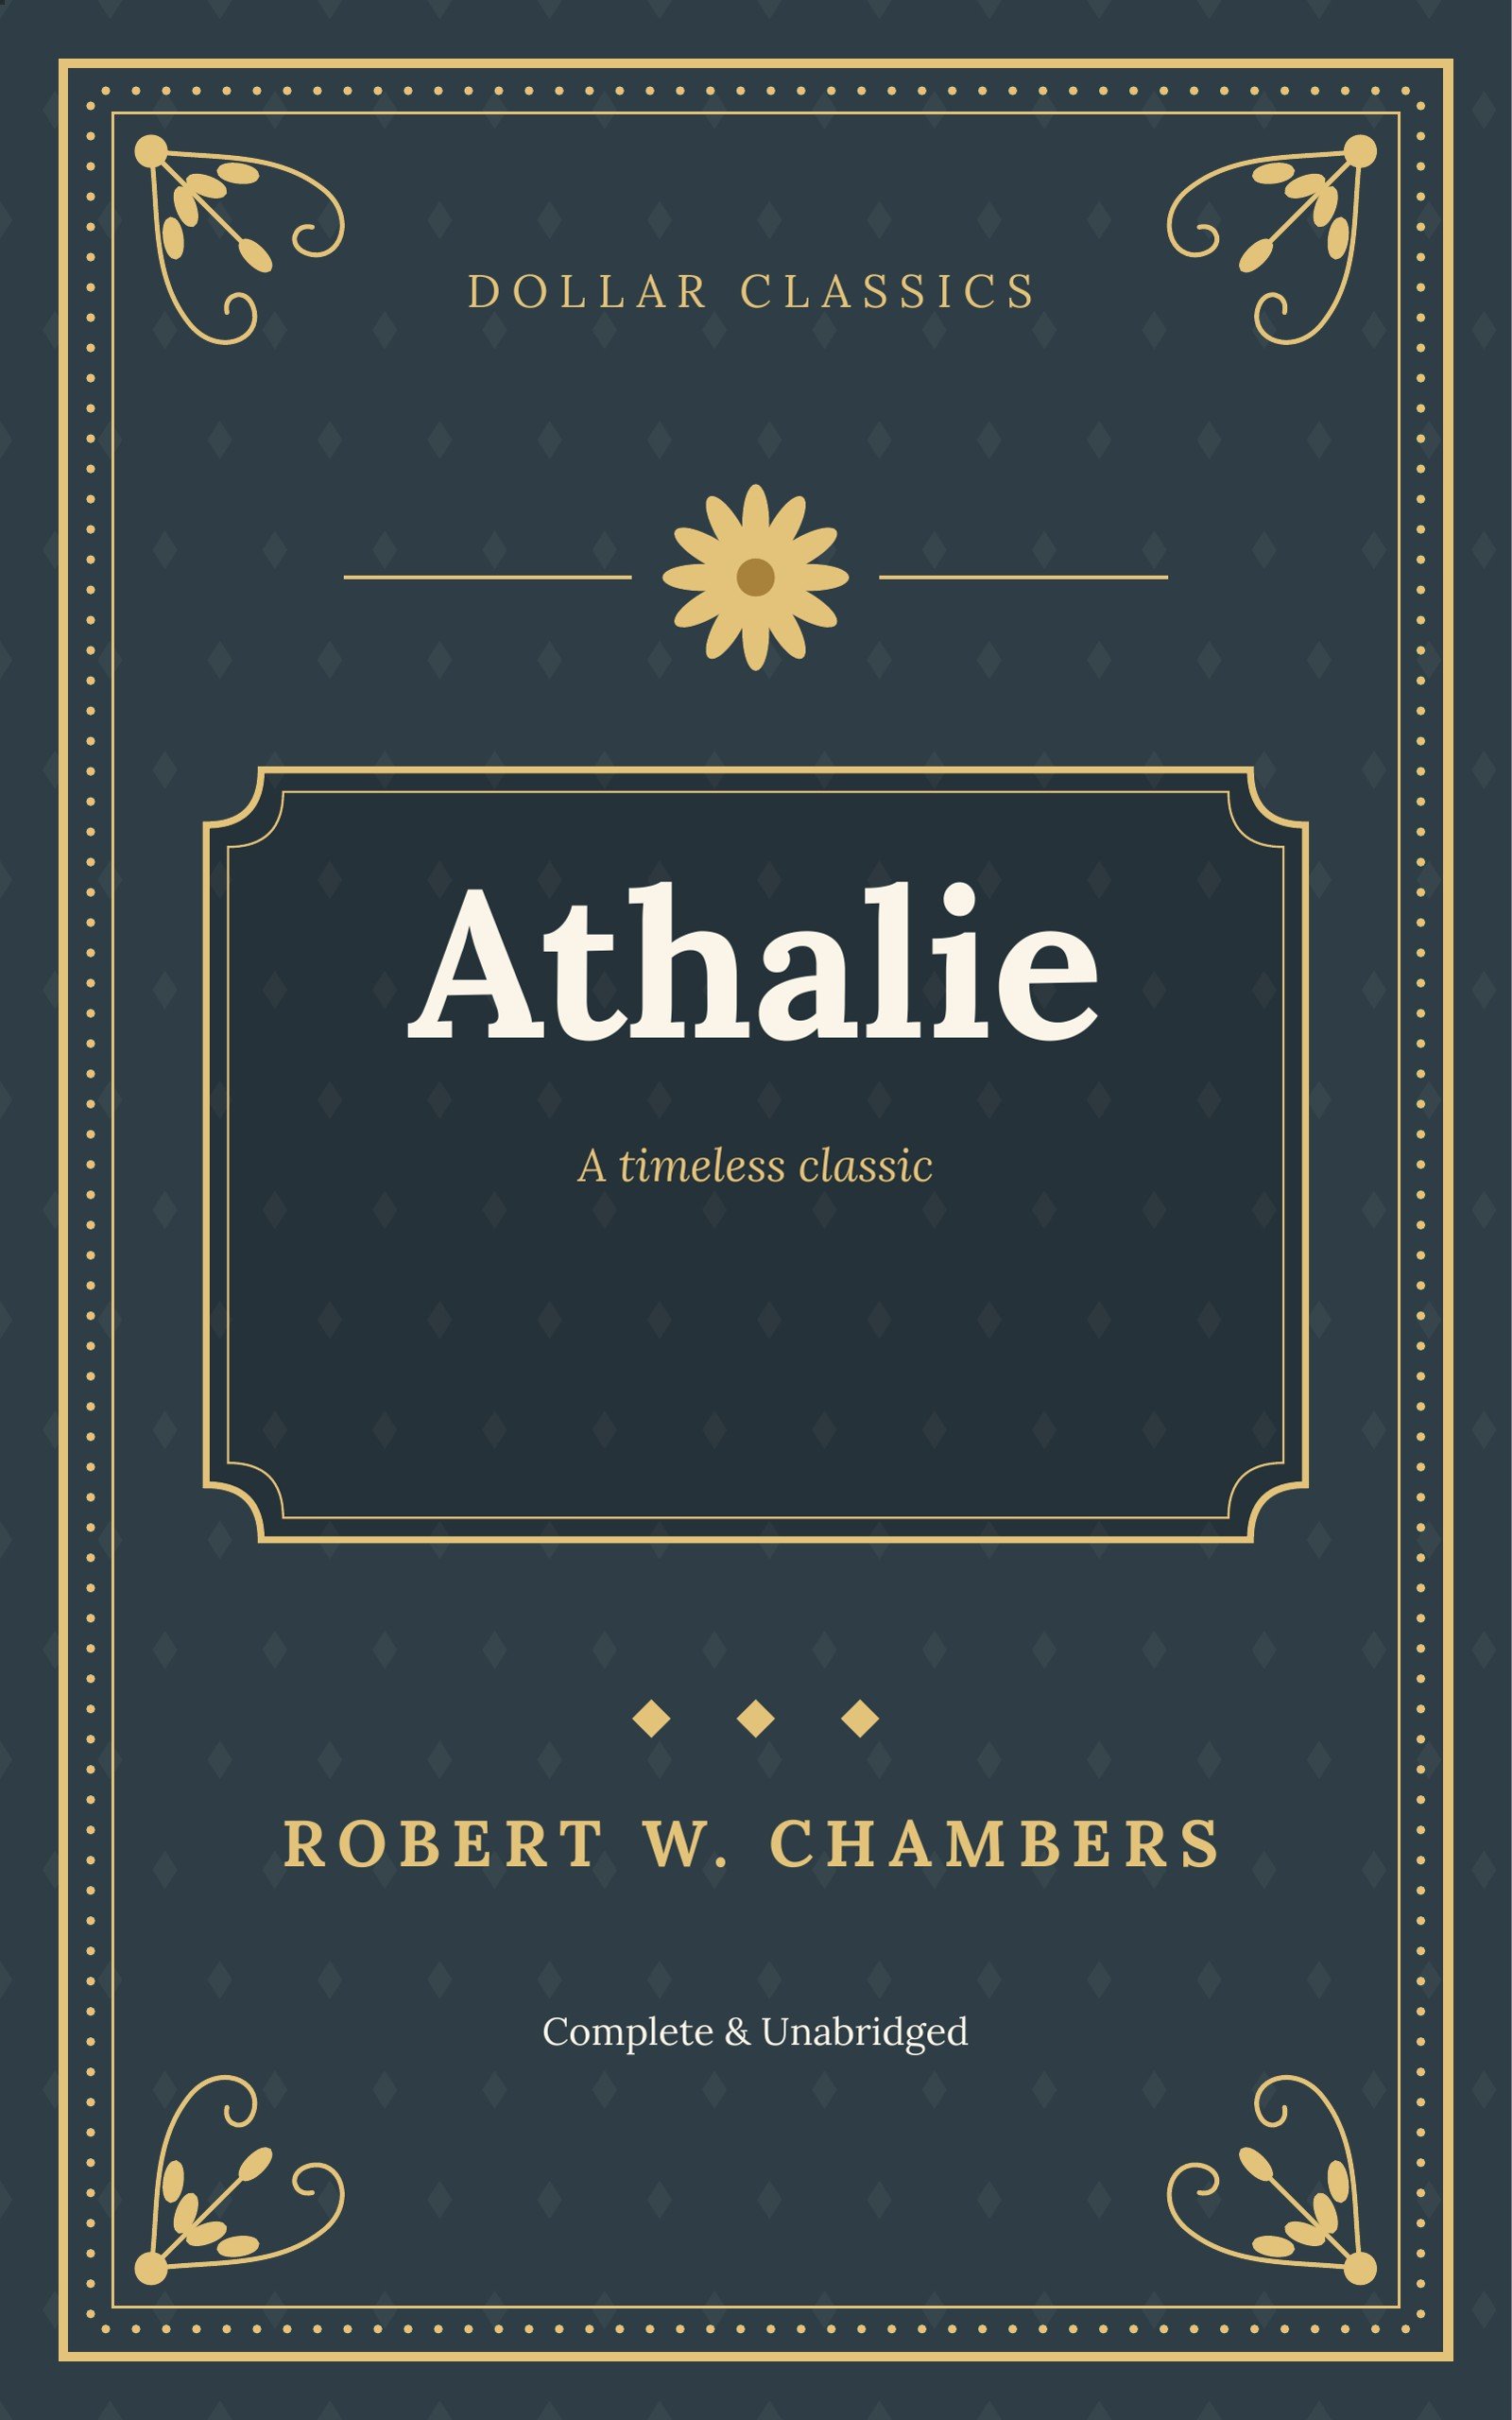 DOLLAR CLASSICS
Athalie
A timeless classic
ROBERT W. CHAMBERS
Complete & Unabridged